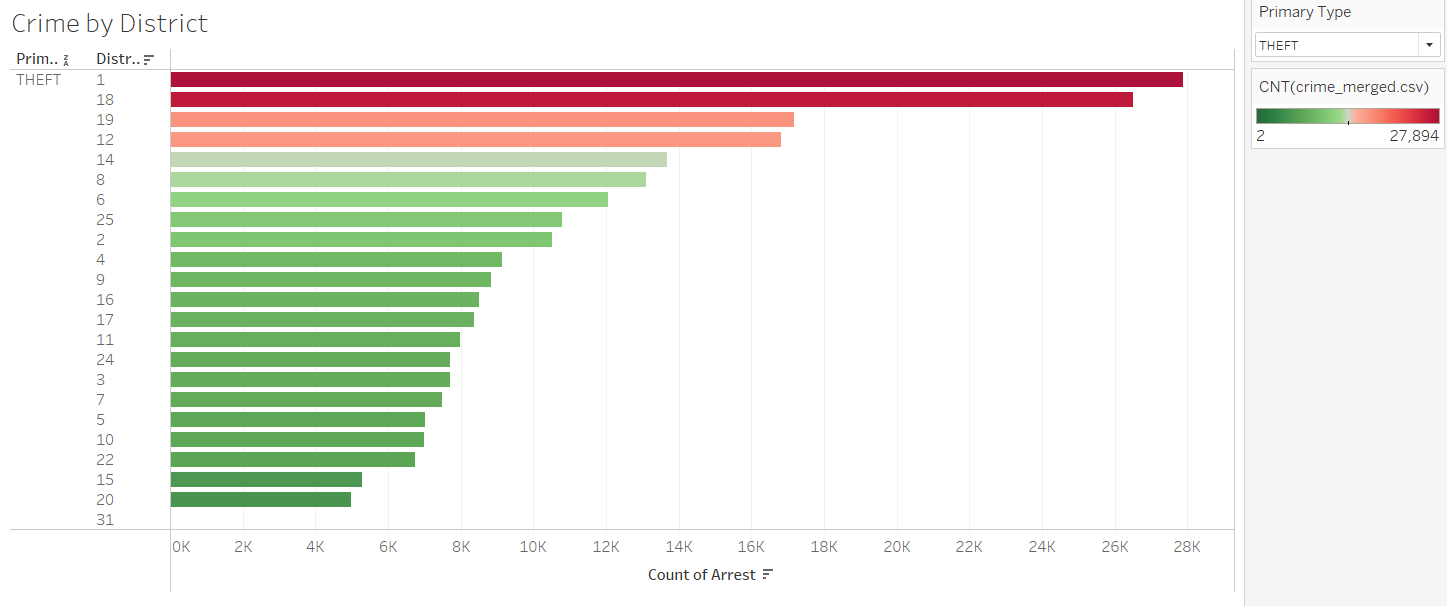 Crime by District
Prim.. Distr..
THEFT 1
18
19
12
14
8
6
25
2
4
9
16
17
11
24
3
7
5
10
22
15
20
31
0K 2K 4K 6K 8K 10K 12K 14K 16K 18K 20K 22K 24K 26K 28K
Count of Arrest
Primary Type
THEFT
CNT(crime_merged.csv)
2 27,894